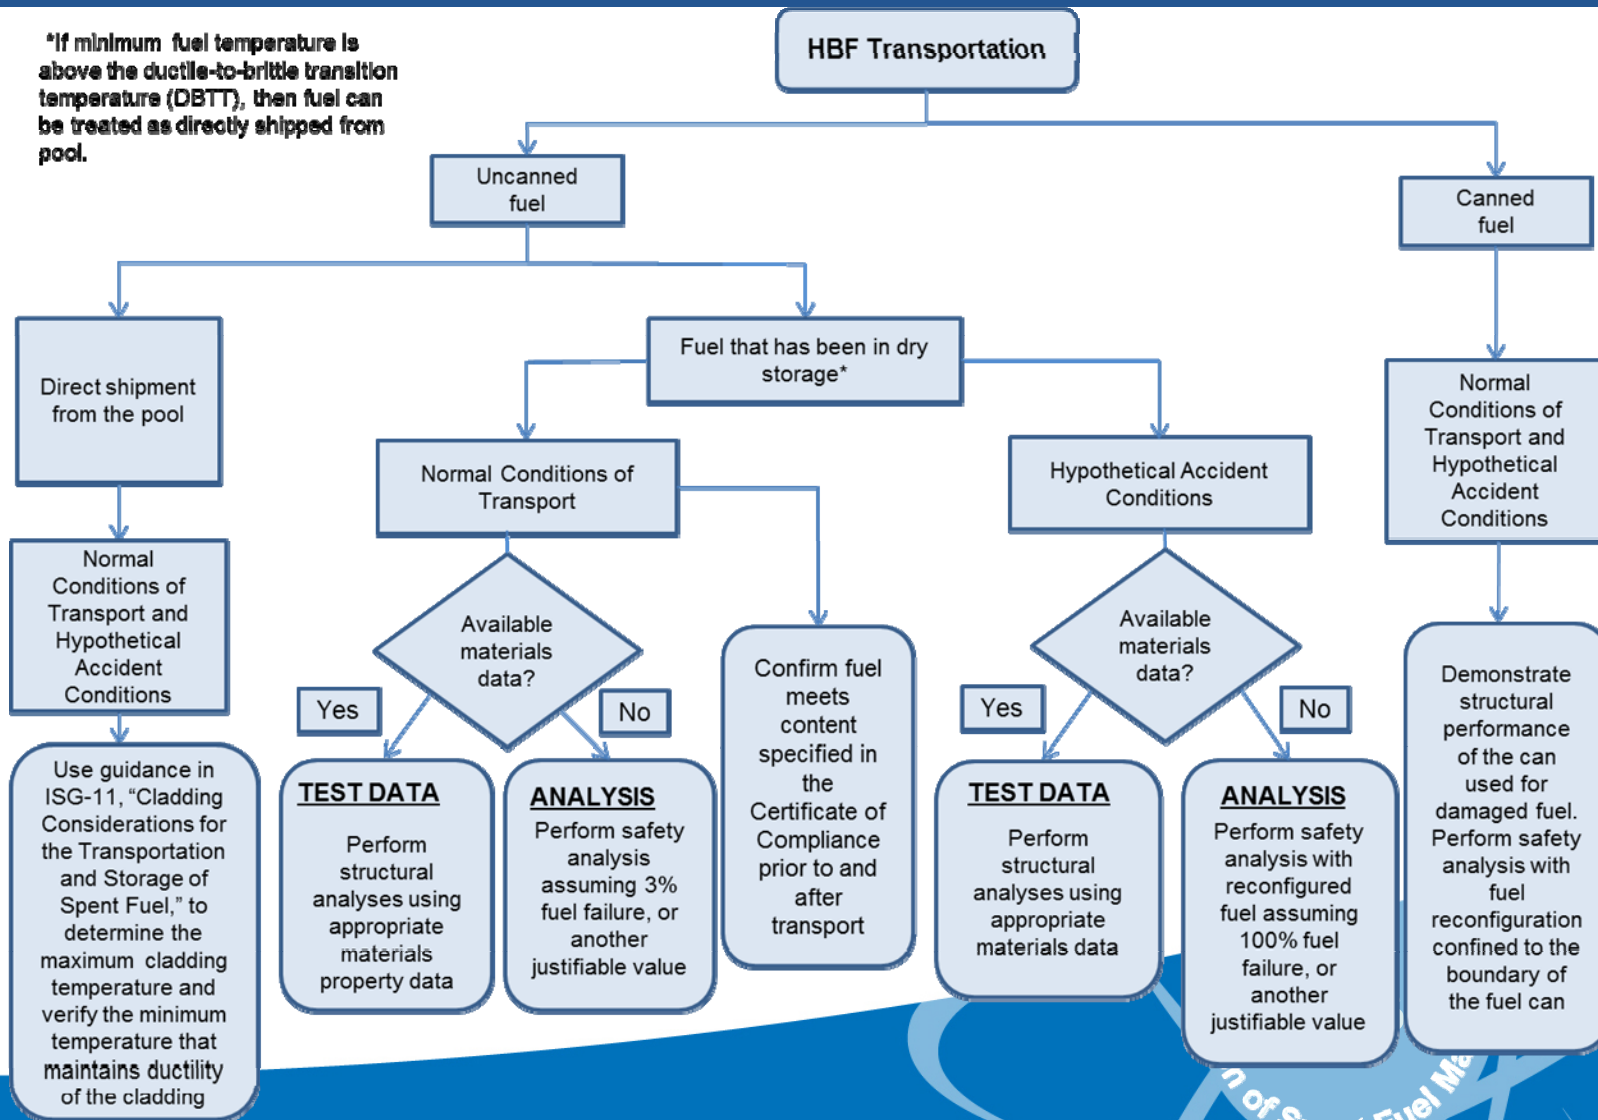 *If minimum fuel temperature is
above the ductile-to-brittle transition
temperature (DBTT), then fuel can
be treated as directly shipped from
pool.
HBF Transportation
Uncanned
fuel
Canned
fuel
Direct shipment
from the pool
Fuel that has been in dry
storage*
Normal
Conditions of
Transport and
Hypothetical
Accident
Conditions
Normal Conditions of
Transport
Hypothetical Accident
Conditions
Normal
Conditions of
Transport and
Hypothetical
Accident
Conditions
Available
materials
data?
Yes
No
Available
materials
data?
Yes
No
Use guidance in
ISG-11, “Cladding
Considerations for
the Transportation
and Storage of
Spent Fuel,” to
determine the
maximum cladding
temperature and
verify the minimum
temperature that
maintains ductility
of the cladding
TEST DATA
Perform
structural
analyses using
appropriate
materials
property data
ANALYSIS
Perform safety
analysis
assuming 3%
fuel failure, or
another
justifiable value
Confirm fuel
meets
content
specified in
the
Certificate of
Compliance
prior to and
after
transport
TEST DATA
Perform
structural
analyses using
appropriate
materials data
ANALYSIS
Perform safety
analysis with
reconfigured
fuel assuming
100% fuel
failure, or
another
justifiable value
Demonstrate
structural
performance
of the can
used for
damaged fuel.
Perform safety
analysis with
fuel
reconfiguration
confined to the
boundary of
the fuel can
of
Fuel